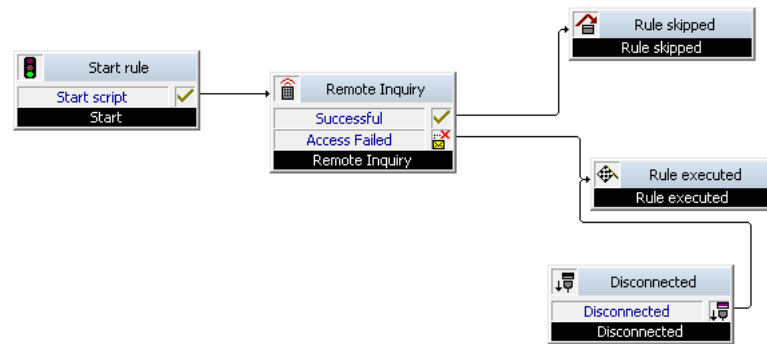 Rule skipped
Rule skipped
Start rule
Start script
Start
Remote Inquiry
Successful
Access Failed
Remote Inquiry
Rule executed
Rule executed
Disconnected
Disconnected
Disconnected